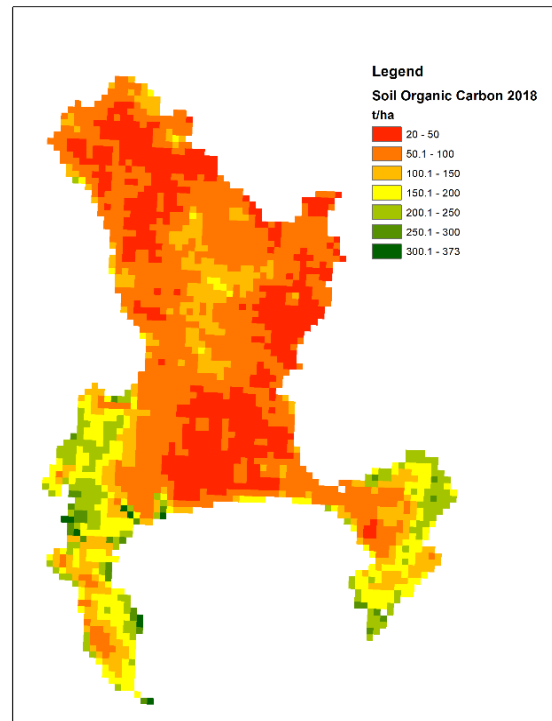 Legend
Soil Organic Carbon 2018
t/ha
20 - 50
50.1 - 100
100.1 - 150
150.1 - 200
200.1 - 250
250.1 - 300
300.1 - 373